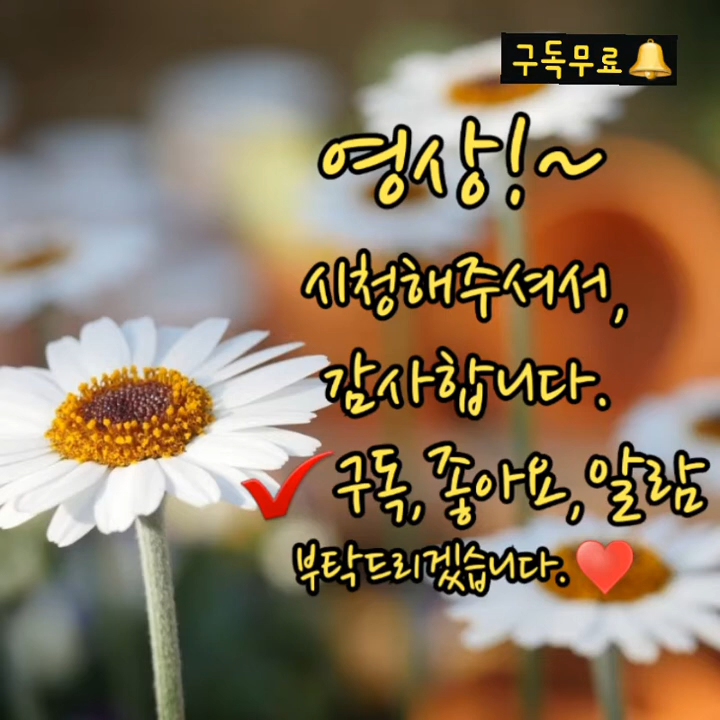 구독무료🔔
영상!~
시청해주셔서,
감사합니다.
✔구독,좋아요,알람
부탁드리겠습니다.♥